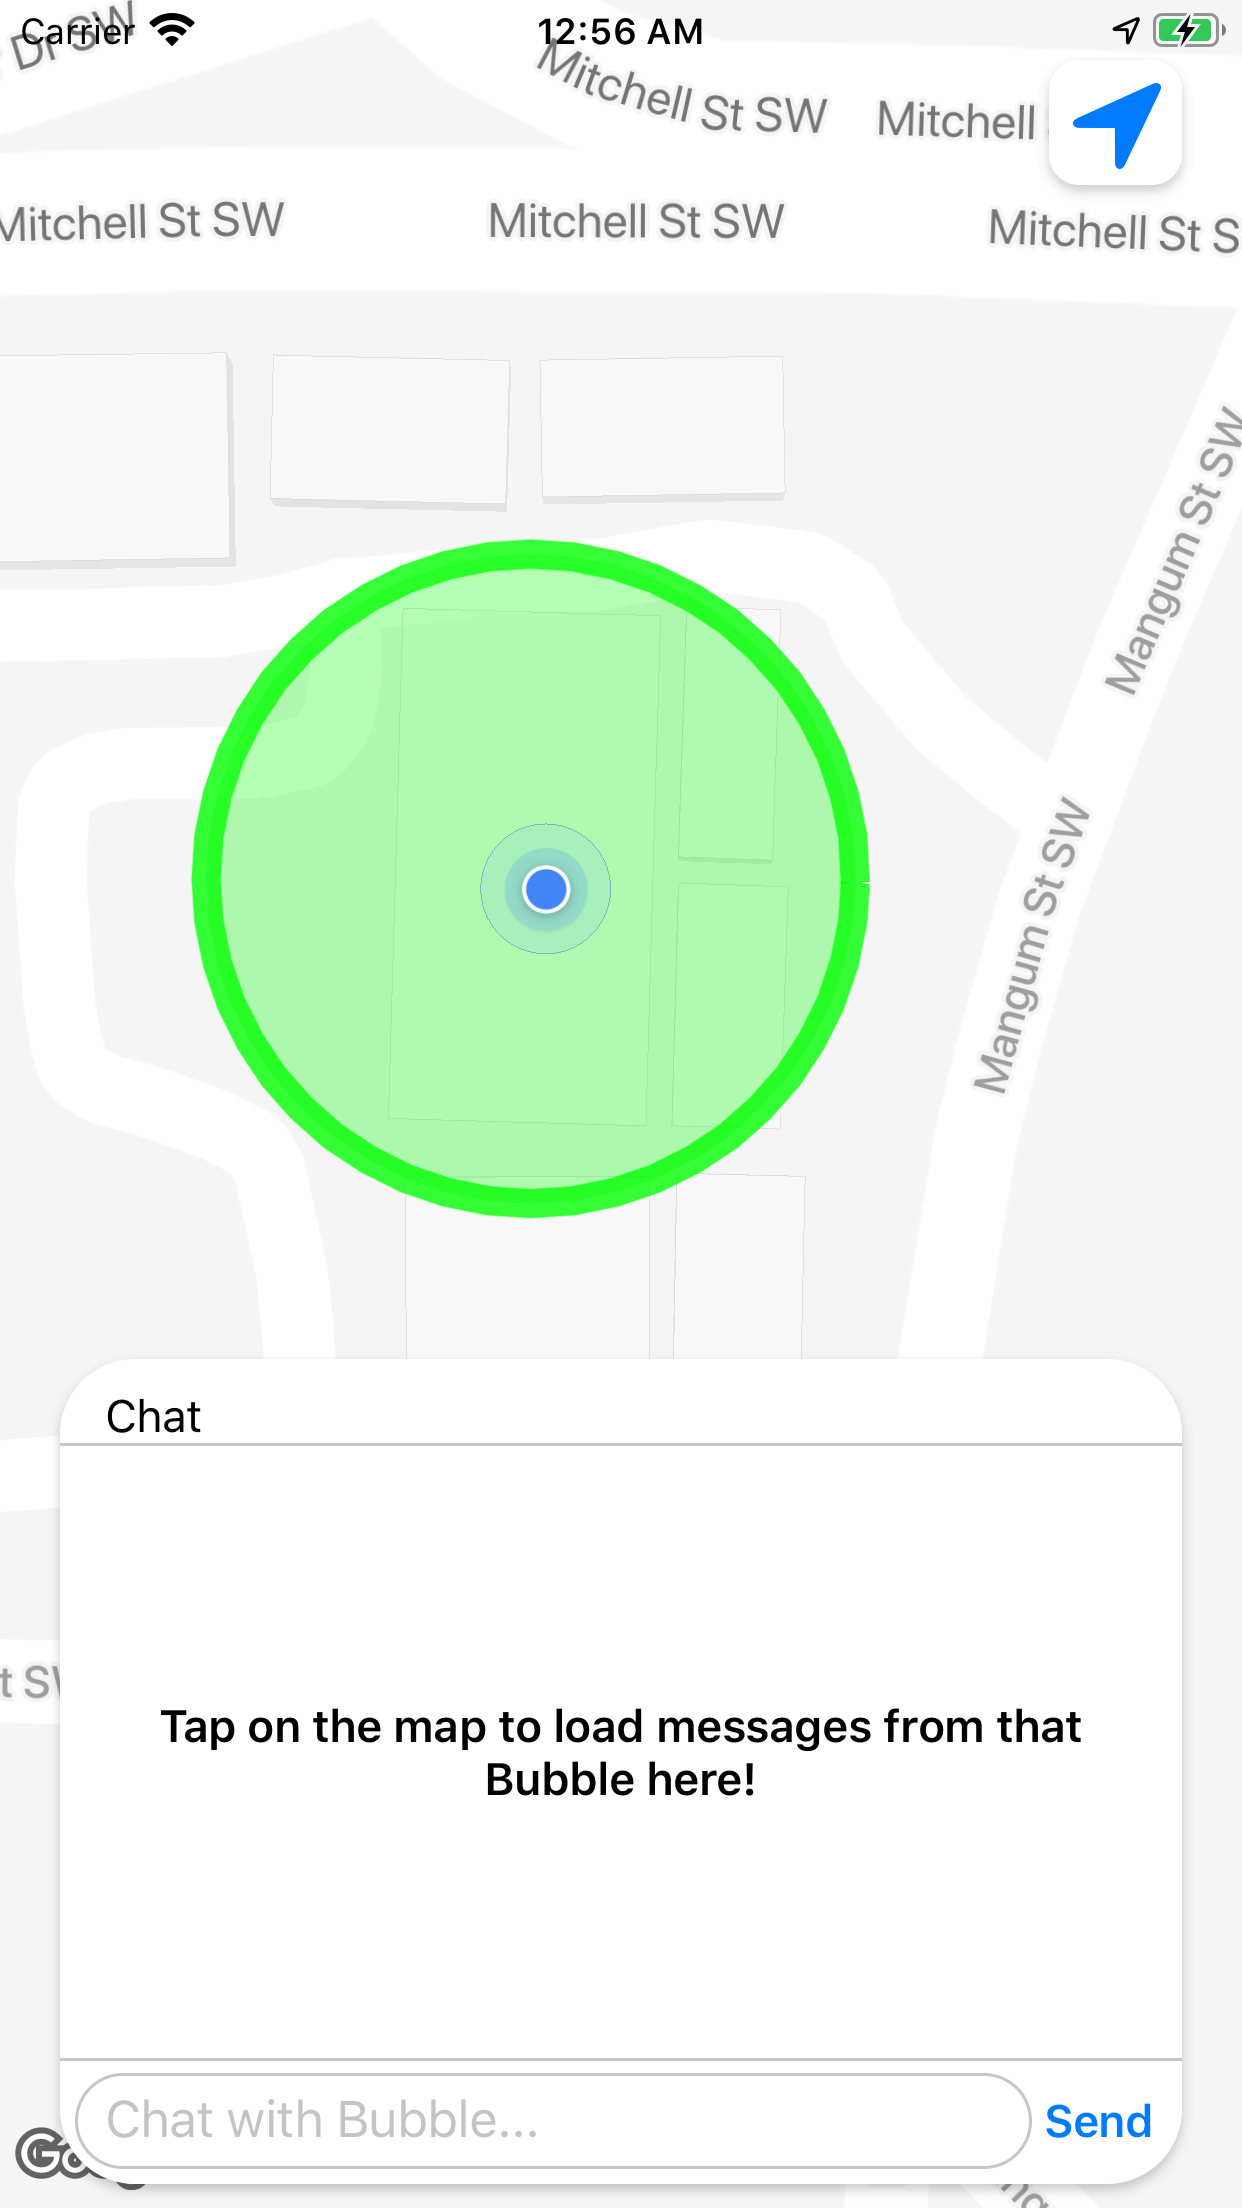 Carrier
12:56 AM
Dr SW
Mitchell St SW
Mitchell
Mitchell St SW
Mitchell St SW
Mitchell St S
Mangum St SW
Mangum St SW
Chat
t SW
Tap on the map to load messages from that
Bubble here!
Chat with Bubble...
Send